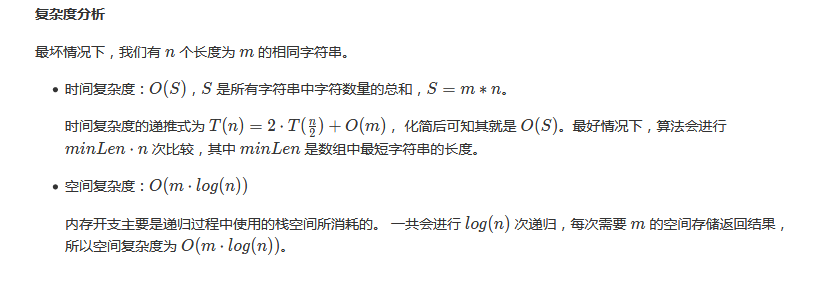 复杂度分析
最坏情况下，我们有 n 个长度为 m 的相同字符串。
• 时间复杂度：O(S)，S 是所有字符串中字符数量的总和，S = m ∗ n。
时间复杂度的递推式为 T(n) = 2 · T(n/2) + O(m)， 化简后可知其就是 O(S)。最好情况下，算法会进行
minLen · n 次比较，其中 minLen 是数组中最短字符串的长度。
• 空间复杂度：O(m · log(n))
内存开支主要是递归过程中使用的栈空间所消耗的。 一共会进行 log(n) 次递归，每次需要 m 的空间存储返回结果，
所以空间复杂度为 O(m · log(n))。